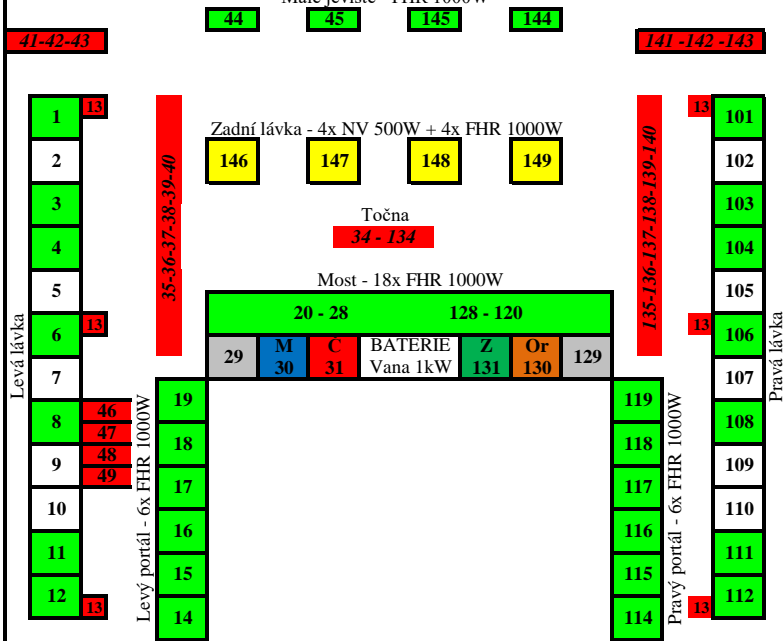 Malé jeviště - FHR 1000W
44 45 145 144
41-42-43
141 -142 -143
1 13
13 101
2
102
3
103
4
104
5
105
6 13
13 106
7
107
8
108
9
109
10
110
11
111
12 13
13 112
Levá lávka
Pravá lávka
35-36-37-38-39-40
135-136-137-138-139-140
Zadní lávka - 4x NV 500W + 4x FHR 1000W
146 147 148 149
Točna
34 - 134
Most - 18x FHR 1000W
20 - 28 128 - 120
29
M
30
Č
31
BATERIE
Vana 1kW
Z
131
Or
130
129
46
47
48
49
Levý portál - 6x FHR 1000W
19
18
17
16
15
14
119
118
117
116
115
114
Pravý portál - 6x FHR 1000W